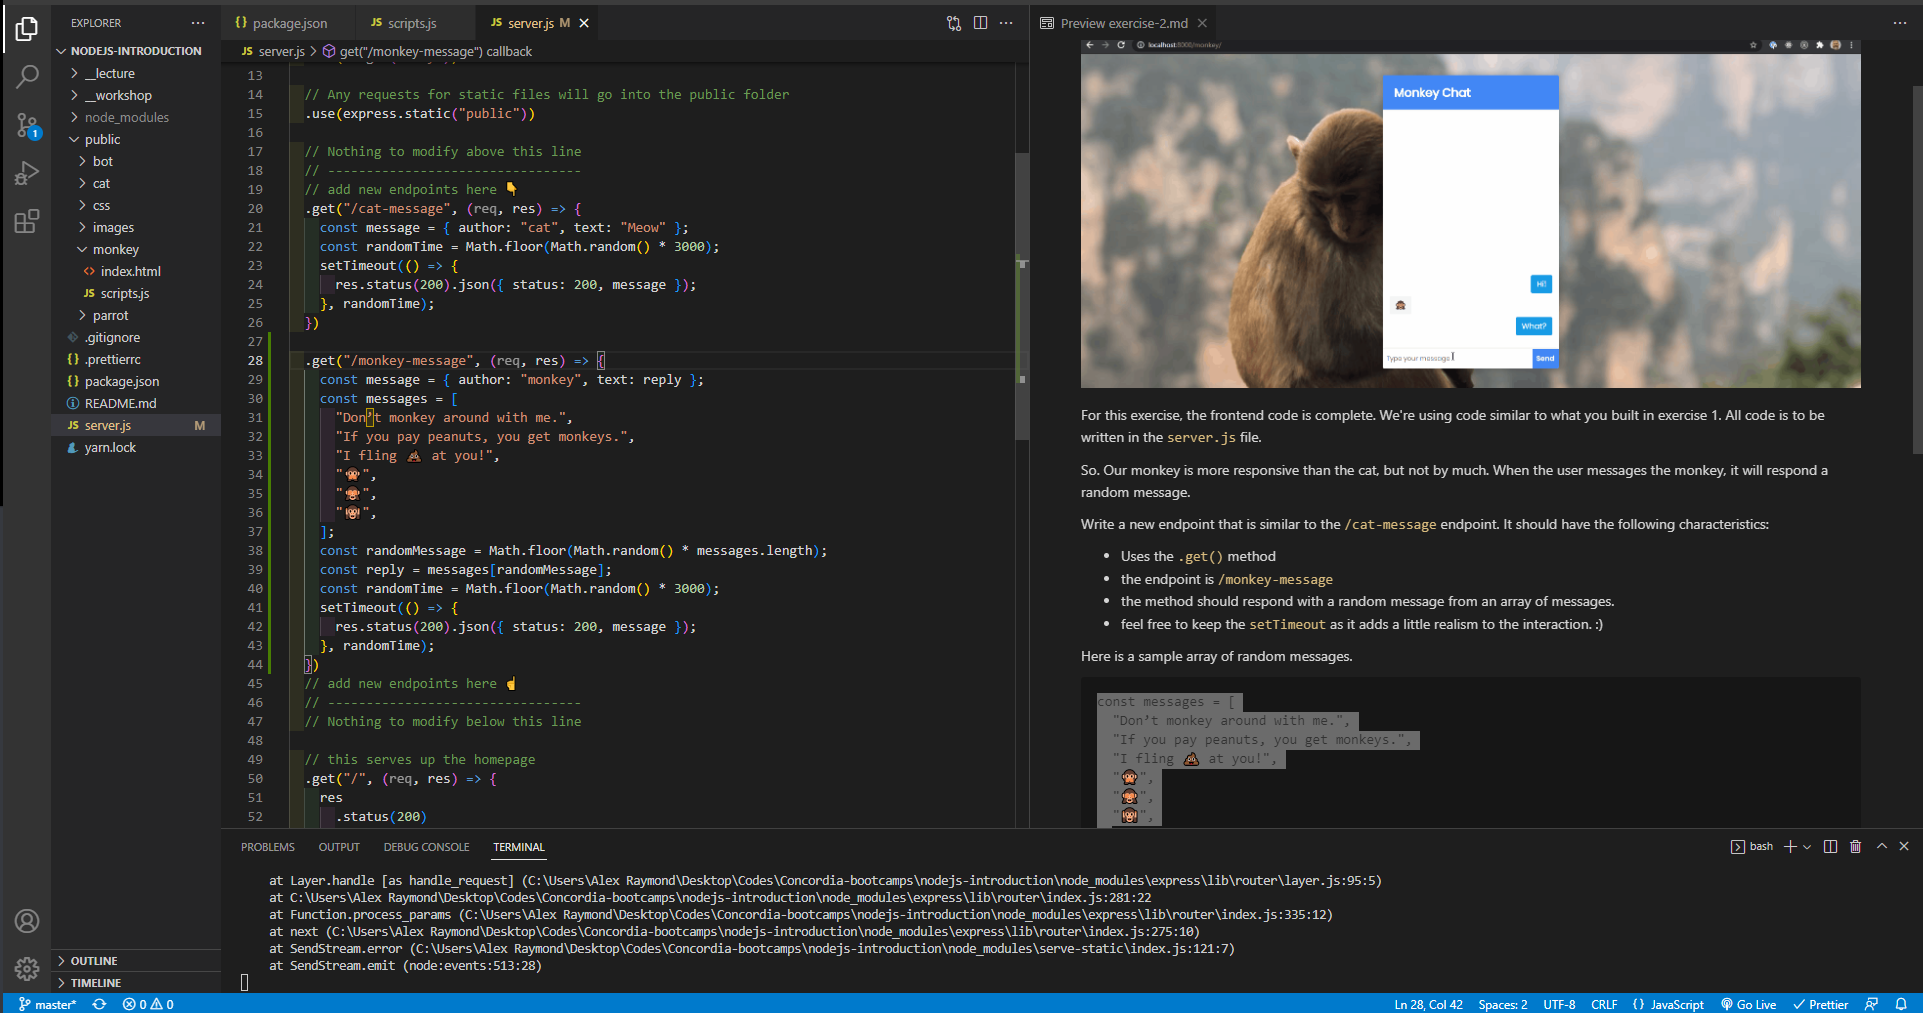 EXPLORER
NODEJS-INTRODUCTION
__lecture
__workshop
node_modules
public
bot
cat
css
images
monkey
index.html
JS scripts.js
parrot
.gitignore
{} .prettierrc
{} package.json
README.md
JS server.js M
yarn.lock
OUTLINE
TIMELINE
1
{} package.json
JS scripts.js
JS server.js M
JS server.js > get("/monkey-message") callback
13
14 // Any requests for static files will go into the public folder
15 .use(express.static("public"))
16
17 // Nothing to modify above this line
18 // ---------------------------------
19 // add new endpoints here 👇
20 .get("/cat-message", (req, res) => {
21 const message = { author: "cat", text: "Meow" };
22 const randomTime = Math.floor(Math.random() * 3000);
23 setTimeout(() => {
24 res.status(200).json({ status: 200, message });
25 }, randomTime);
26 })
27
28 .get("/monkey-message", (req, res) => {
29 const message = { author: "monkey", text: reply };
30 const messages = [
31 "Don’t monkey around with me.",
32 "If you pay peanuts, you get monkeys.",
33 "I fling 💩 at you!",
34 "🙊",
35 "🙈",
36 "🙉",
37 ];
38 const randomMessage = Math.floor(Math.random() * messages.length);
39 const reply = messages[randomMessage];
40 const randomTime = Math.floor(Math.random() * 3000);
41 setTimeout(() => {
42 res.status(200).json({ status: 200, message });
43 }, randomTime);
44 })
45 // add new endpoints here ☝
46 // ---------------------------------
47 // Nothing to modify below this line
48
49 // this serves up the homepage
50 .get("/", (req, res) => {
51 res
52 .status(200)
Preview exercise-2.md
localhost:8000/monkey/
Monkey Chat
Hi!
🙈
What?
Type your message
Send
For this exercise, the frontend code is complete. We're using code similar to what you built in exercise 1. All code is to be
written in the server.js file.
So. Our monkey is more responsive than the cat, but not by much. When the user messages the monkey, it will respond a
random message.
Write a new endpoint that is similar to the /cat-message endpoint. It should have the following characteristics:
• Uses the .get() method
• the endpoint is /monkey-message
• the method should respond with a random message from an array of messages.
• feel free to keep the setTimeout as it adds a little realism to the interaction. :)
Here is a sample array of random messages.
const messages = [
"Don’t monkey around with me.",
"If you pay peanuts, you get monkeys.",
"I fling 💩 at you!",
"🙊",
"🙈",
"🙉",
PROBLEMS OUTPUT DEBUG CONSOLE TERMINAL
bash
at Layer.handle [as handle_request] (C:\Users\Alex Raymond\Desktop\Codes\Concordia-bootcamps\nodejs-introduction\node_modules\express\lib\router\layer.js:95:5)
at C:\Users\Alex Raymond\Desktop\Codes\Concordia-bootcamps\nodejs-introduction\node_modules\express\lib\router\index.js:281:22
at Function.process_params (C:\Users\Alex Raymond\Desktop\Codes\Concordia-bootcamps\nodejs-introduction\node_modules\express\lib\router\index.js:335:12)
at next (C:\Users\Alex Raymond\Desktop\Codes\Concordia-bootcamps\nodejs-introduction\node_modules\express\lib\router\index.js:275:10)
at SendStream.error (C:\Users\Alex Raymond\Desktop\Codes\Concordia-bootcamps\nodejs-introduction\node_modules\serve-static\index.js:121:7)
at SendStream.emit (node:events:513:28)
master* 0 0
Ln 28, Col 42 Spaces: 2 UTF-8 CRLF {} JavaScript Go Live Prettier